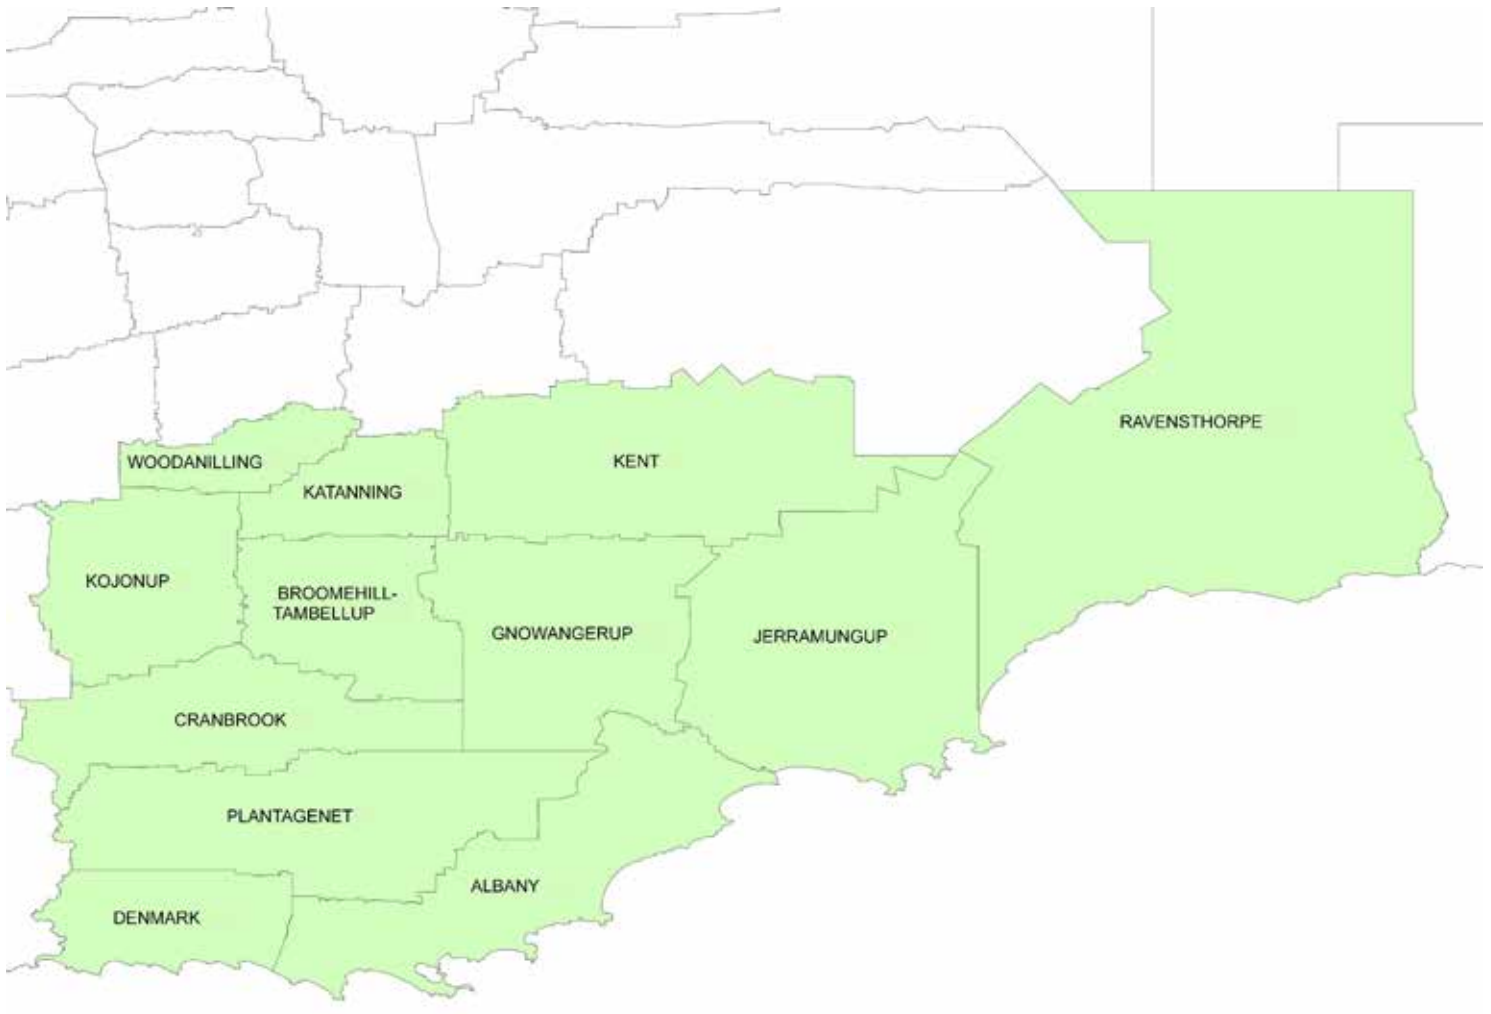 RAVENSTHORPE
WOODANILLING
KENT
KATANNING
KOJONUP
BROOMEHILL-
TAMBELLUP
GNOWANGERUP
JERRAMUNGUP
CRANBROOK
PLANTAGENET
ALBANY
DENMARK